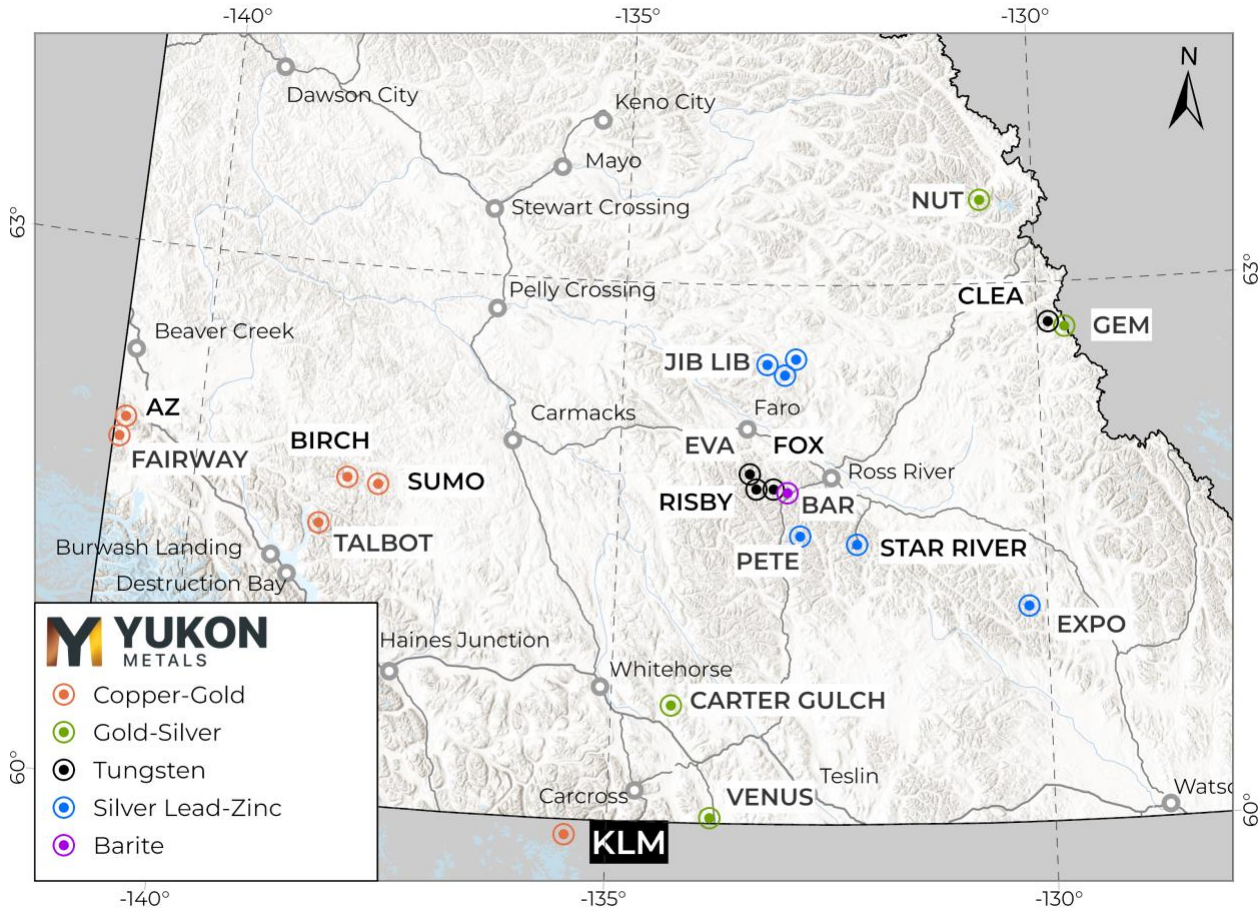 -140°
-135°
-130°
N
Dawson City
Keno City
Mayo
Stewart Crossing
NUT
63°
63°
Pelly Crossing
CLEA
GEM
Beaver Creek
JIB LIB
AZ
Carmacks
Faro
FAIRWAY
BIRCH
EVA
FOX
SUMO
Ross River
RISBY
BAR
TALBOT
Burwash Landing
PETE
STAR RIVER
Destruction Bay
EXPO
YUKON
METALS
Haines Junction
Whitehorse
Copper-Gold
CARTER GULCH
Gold-Silver
60°
Tungsten
Teslin
Watso
Silver Lead-Zinc
Carcross
VENUS
60°
Barite
KLM
-140°
-135°
-130°